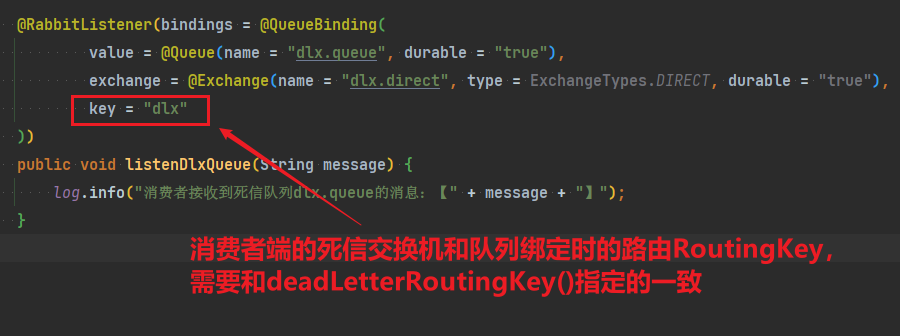 @RabbitListener(bindings = @QueueBinding(
value = @Queue(name = "dlx.queue", durable = "true"),
exchange = @Exchange(name = "dlx.direct", type = ExchangeTypes.DIRECT, durable = "true"),
key = "dlx"
))
public void listenDlxQueue(String message) {
log.info("消费者接收到死信队列dlx.queue的消息:【" + message + "】");
}
消费者端的死信交换机和队列绑定时的路由RoutingKey,
需要和deadLetterRoutingKey()指定的一致